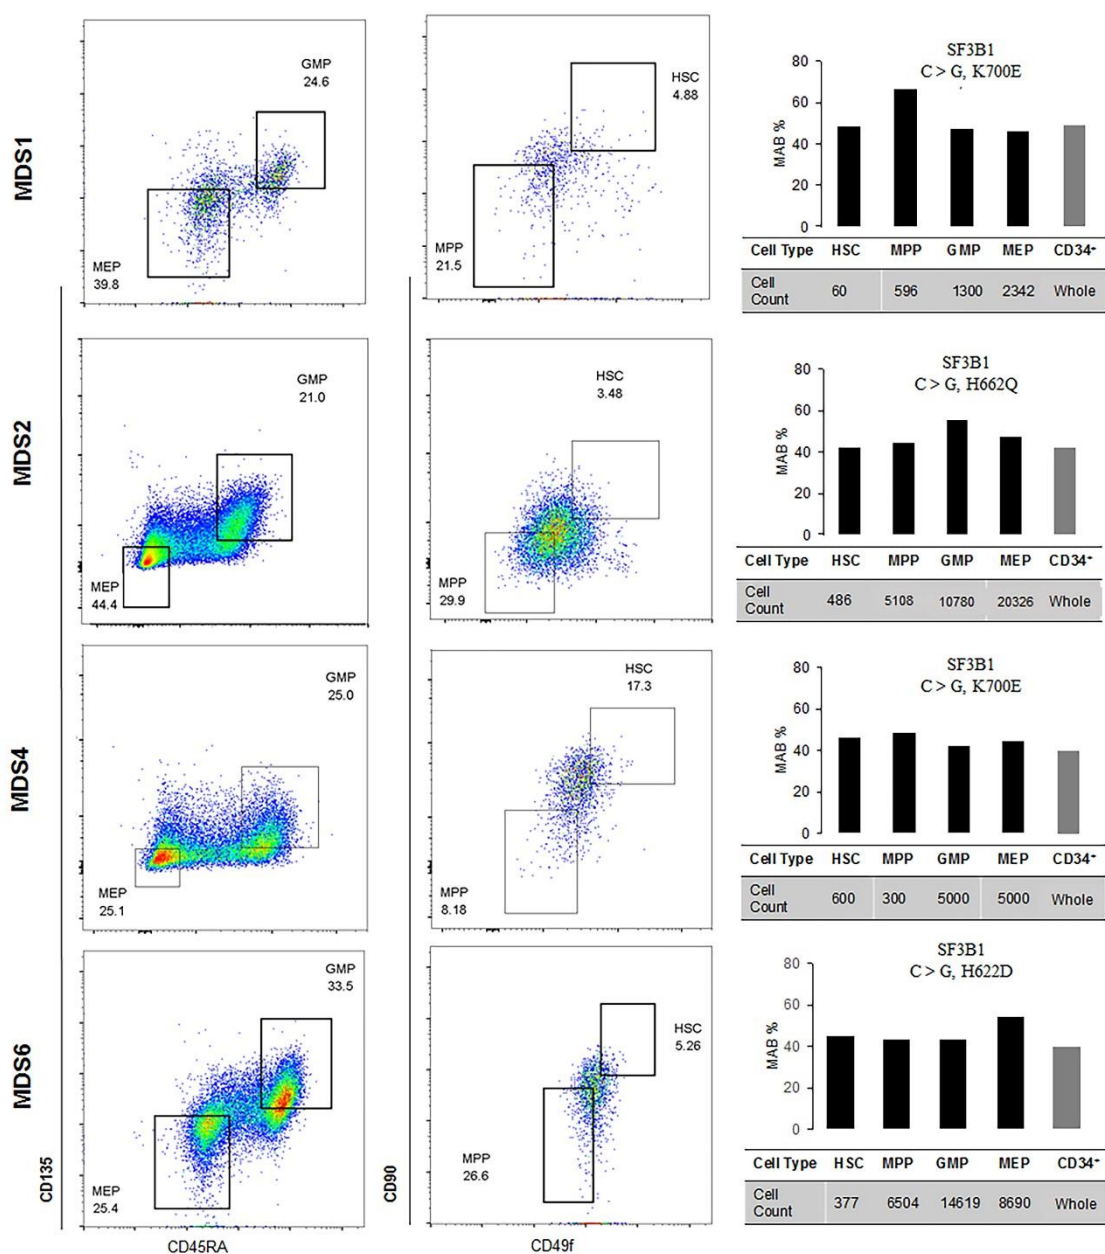 MDS1
GMP
24.6
MEP
39.8
HSC
4.88
MPP
21.5
SF3B1
C > G, K700E
MAB %
80
60
40
20
0
Cell Type HSC MPP GMP MEP CD34+
Cell Count 60 596 1300 2342 Whole
MDS2
GMP
21.0
MEP
44.4
HSC
3.48
MPP
29.9
SF3B1
C > G, H662Q
MAB %
80
60
40
20
0
Cell Type HSC MPP GMP MEP CD34+
Cell Count 486 5108 10780 20326 Whole
MDS4
GMP
25.0
MEP
25.1
HSC
17.3
MPP
8.18
SF3B1
C > G, K700E
MAB %
80
60
40
20
0
Cell Type HSC MPP GMP MEP CD34+
Cell Count 600 300 5000 5000 Whole
MDS6
GMP
33.5
MEP
25.4
HSC
5.26
MPP
26.6
SF3B1
C > G, H622D
MAB %
80
60
40
20
0
Cell Type HSC MPP GMP MEP CD34+
Cell Count 377 6504 14619 8690 Whole
CD135
CD45RA
CD90
CD49f